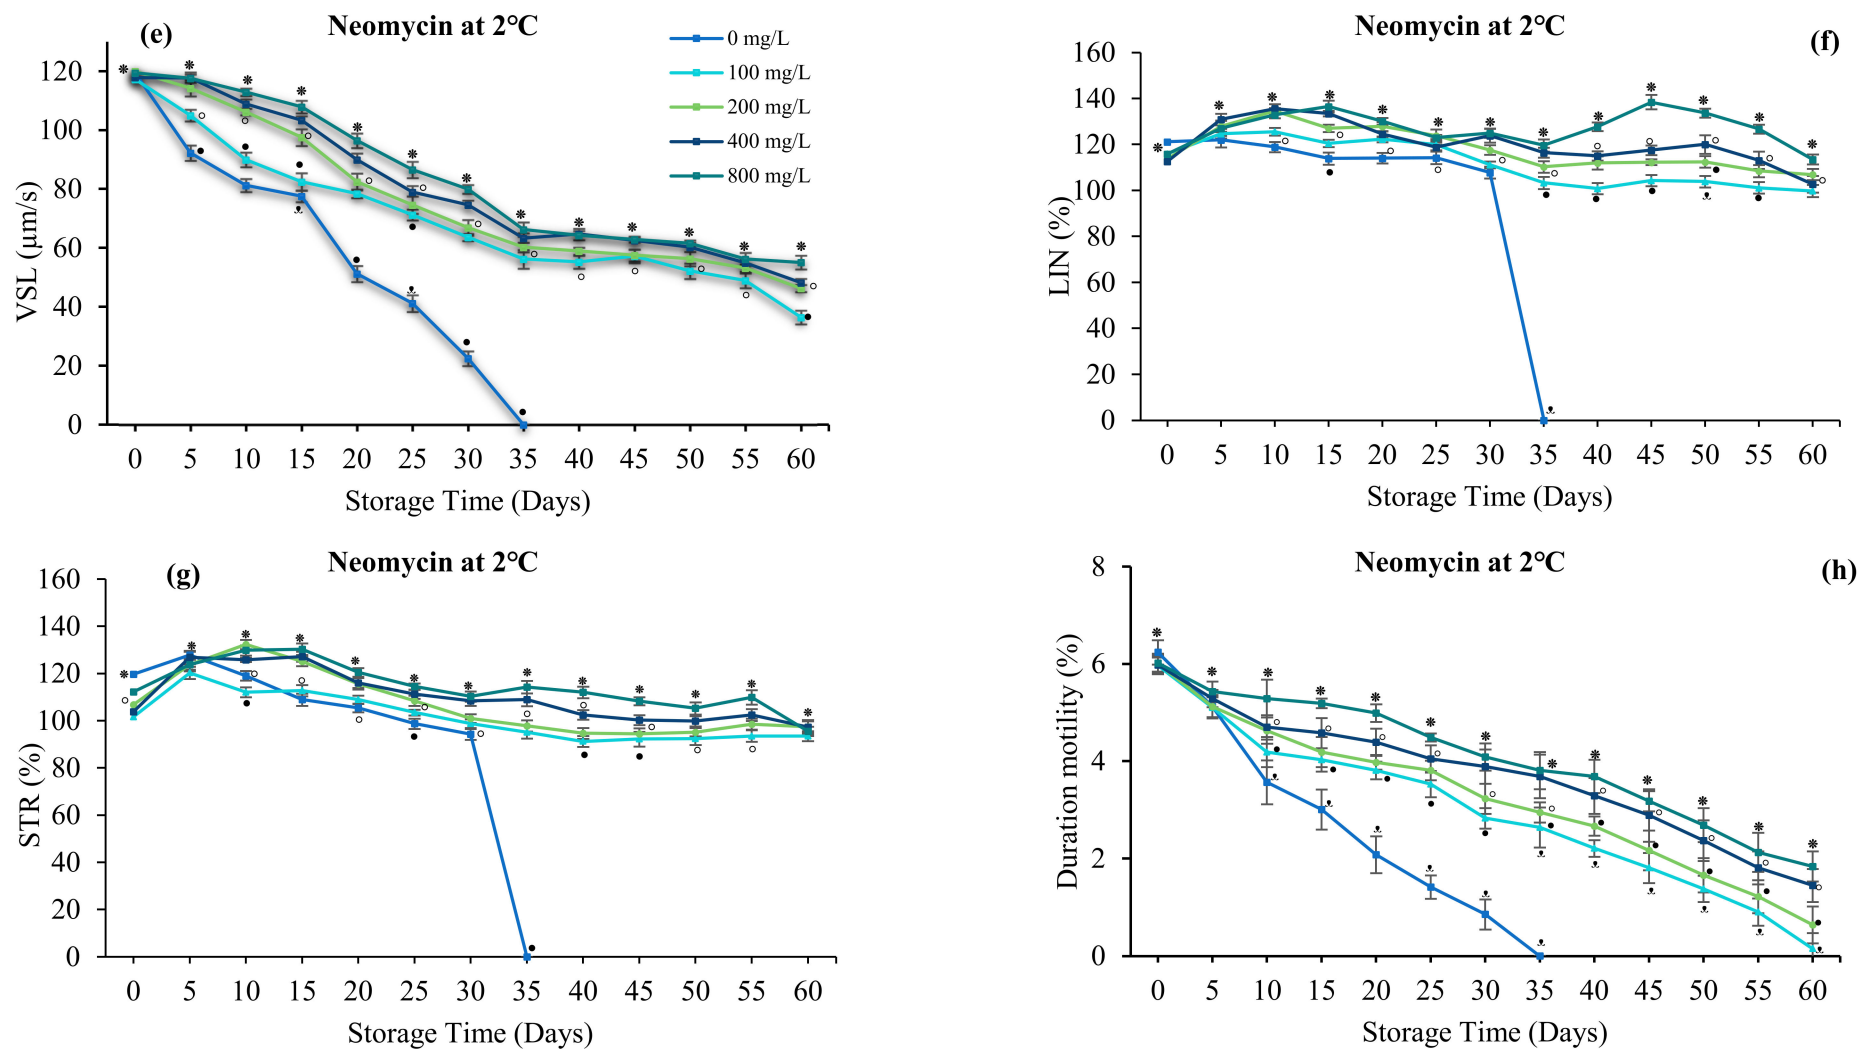 (e)
Neomycin at 2°C
0 mg/L
100 mg/L
200 mg/L
400 mg/L
800 mg/L
120
100
80
60
40
20
0
VSL (µm/s)
0 5 10 15 20 25 30 35 40 45 50 55 60
Storage Time (Days)
Neomycin at 2°C
(f)
160
140
120
100
80
60
40
20
0
LIN (%)
0 5 10 15 20 25 30 35 40 45 50 55 60
Storage Time (Days)
Neomycin at 2°C
(g)
160
140
120
100
80
60
40
20
0
STR (%)
0 5 10 15 20 25 30 35 40 45 50 55 60
Storage Time (Days)
Neomycin at 2°C
(h)
8
6
4
2
0
Duration motility (%)
0 5 10 15 20 25 30 35 40 45 50 55 60
Storage Time (Days)